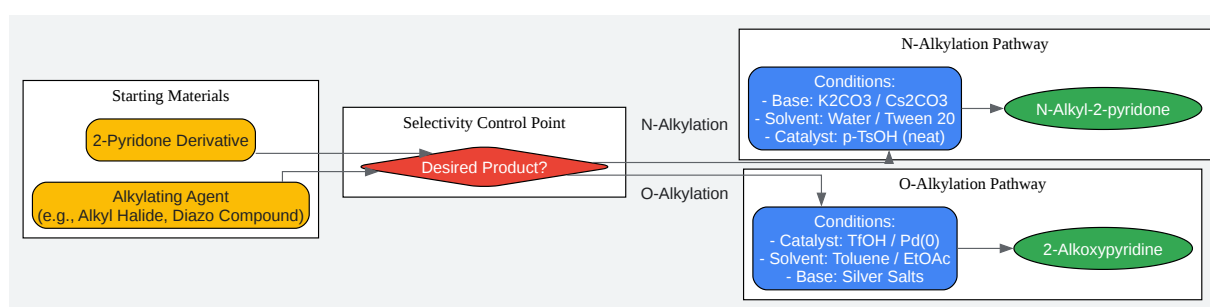 Starting Materials
2-Pyridone Derivative
Alkylating Agent
(e.g., Alkyl Halide, Diazo Compound)
Selectivity Control Point
Desired Product?
N-Alkylation
O-Alkylation
N-Alkylation Pathway
Conditions:
- Base: K2CO3 / Cs2CO3
- Solvent: Water / Tween 20
- Catalyst: p-TsOH (neat)
N-Alkyl-2-pyridone
O-Alkylation Pathway
Conditions:
- Catalyst: TfOH / Pd(0)
- Solvent: Toluene / EtOAc
- Base: Silver Salts
2-Alkoxypyridine